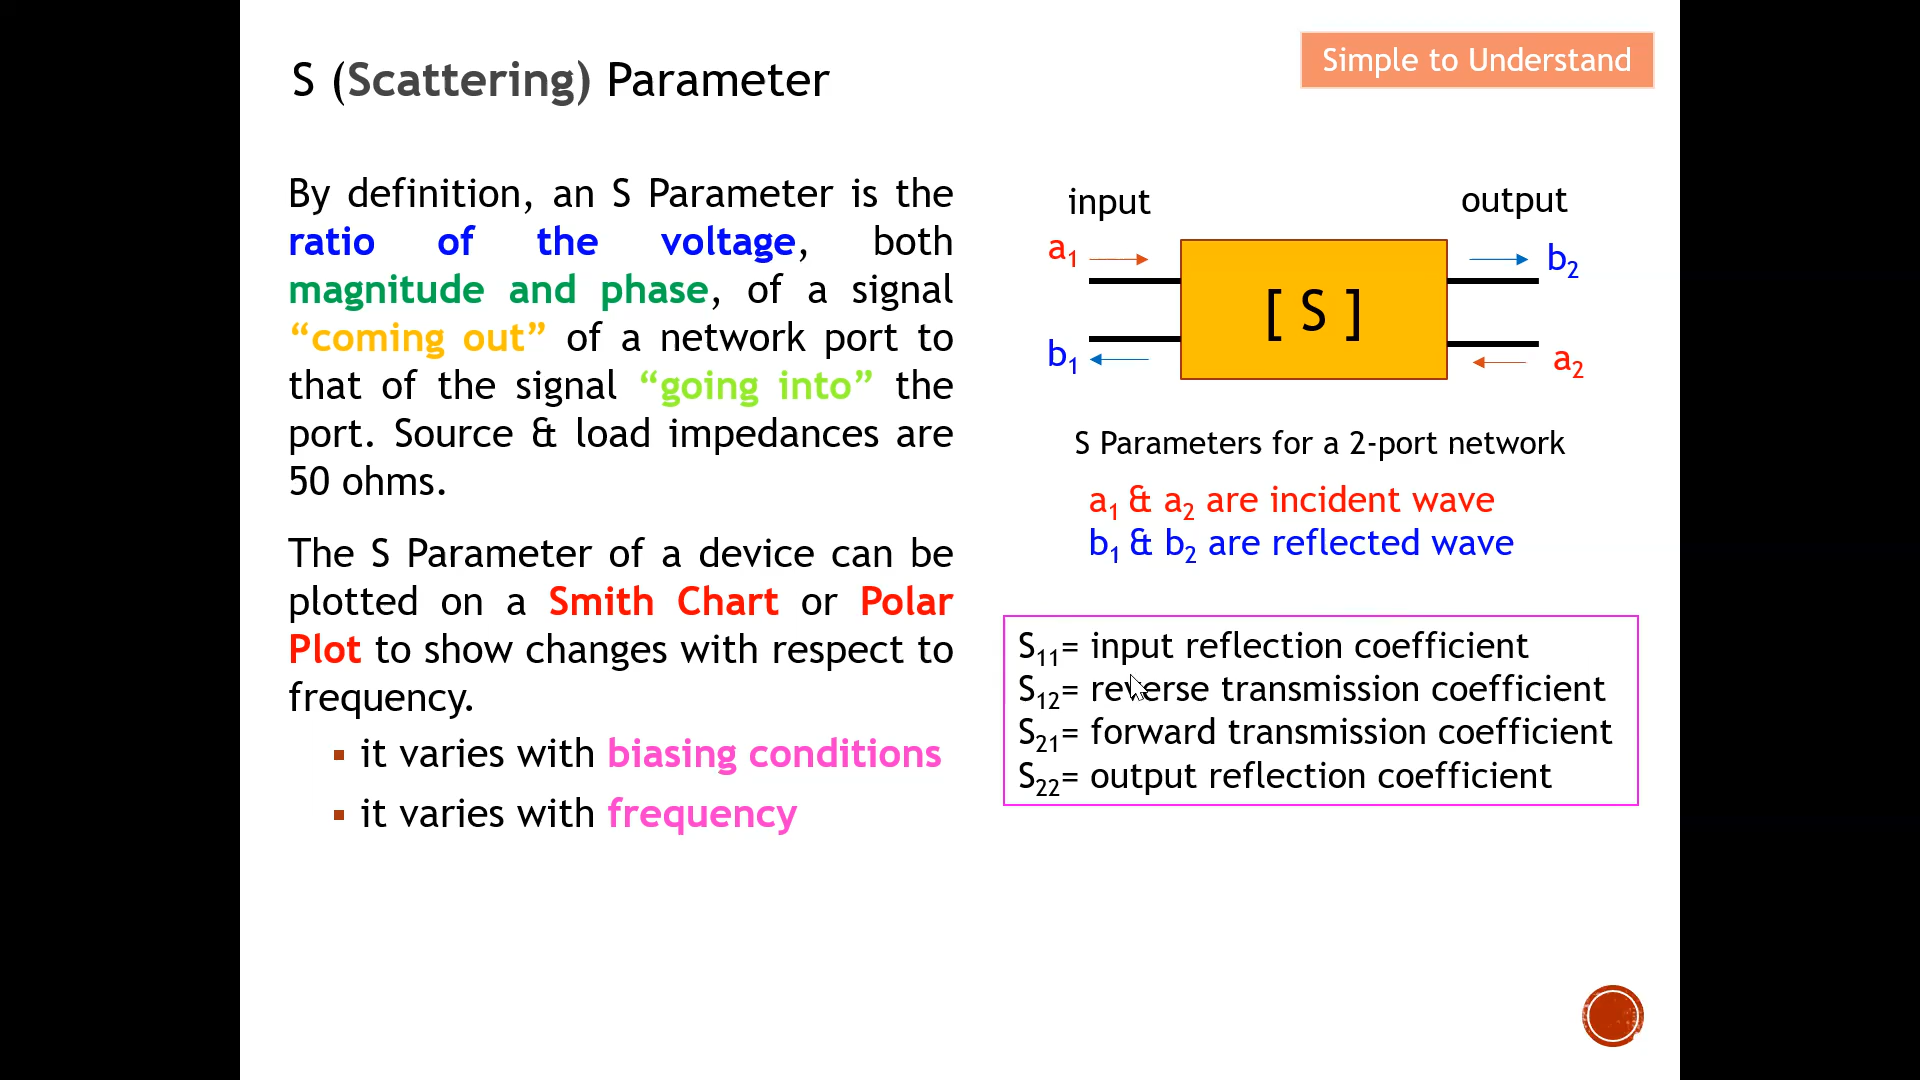 S (Scattering) Parameter
Simple to Understand
By definition, an S Parameter is the
ratio of the voltage, both
magnitude and phase, of a signal
“coming out” of a network port to
that of the signal “going into” the
port. Source & load impedances are
50 ohms.
The S Parameter of a device can be
plotted on a Smith Chart or Polar
Plot to show changes with respect to
frequency.
▪ it varies with biasing conditions
▪ it varies with frequency
input
output
a₁
b₂
[ S ]
b₁
a₂
S Parameters for a 2-port network
a₁ & a₂ are incident wave
b₁ & b₂ are reflected wave
S₁₁= input reflection coefficient
S₁₂= reverse transmission coefficient
S₂₁= forward transmission coefficient
S₂₂= output reflection coefficient